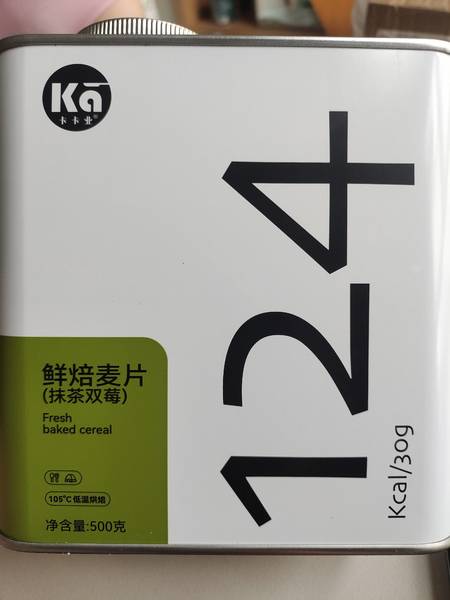 Kā
卡卡业®
124
Kcal/30g
鲜焙麦片
(抹茶双莓)
Fresh
baked cereal
105℃低温烘焙
净含量:500克